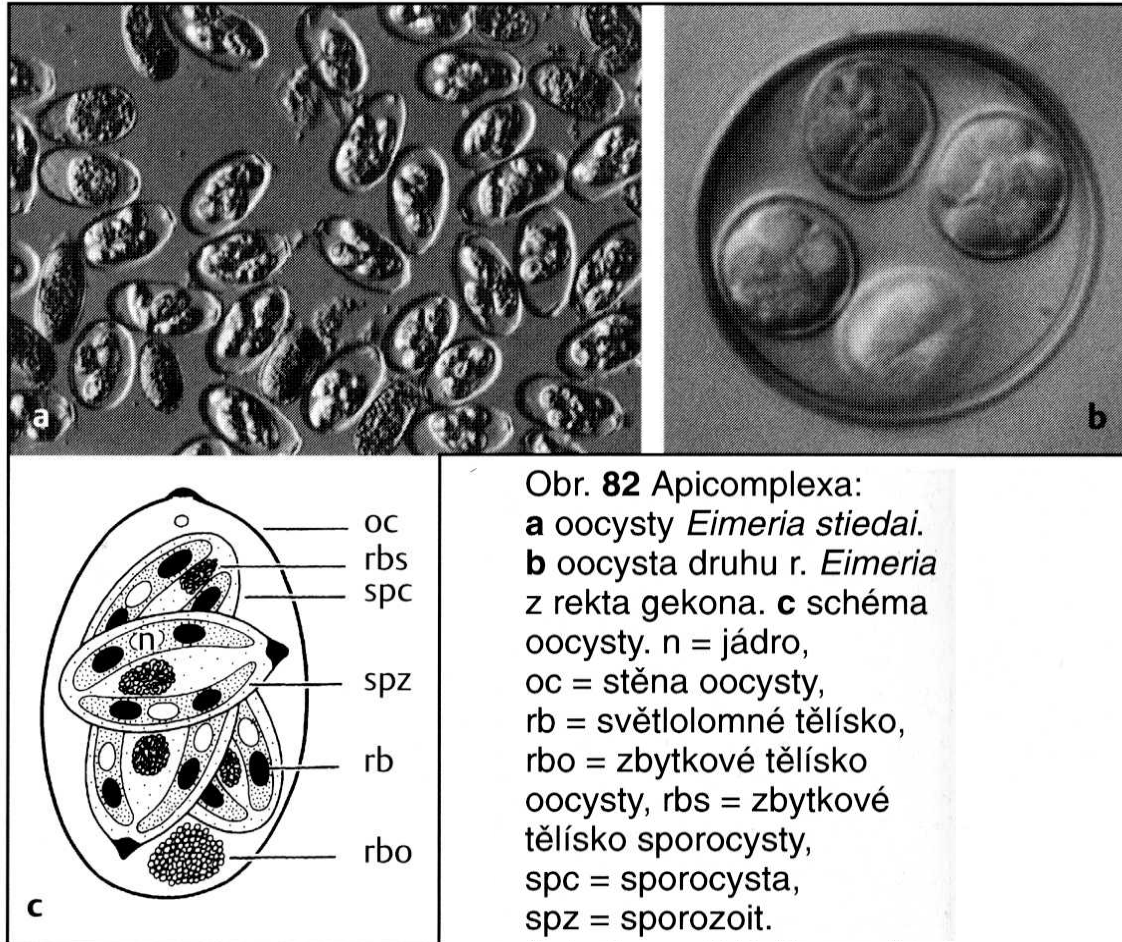 a
b
oc
rbs
spc
n
spz
rb
rbo
c
Obr. 82 Apicomplexa:
a oocysty Eimeria stiedai.
b oocysta druhu r. Eimeria
z rekta gekona. c schéma
oocysty. n = jádro,
oc = stěna oocysty,
rb = světlolomné tělísko,
rbo = zbytkové tělísko
oocysty, rbs = zbytkové
tělísko sporocysty,
spc = sporocysta,
spz = sporozoit.